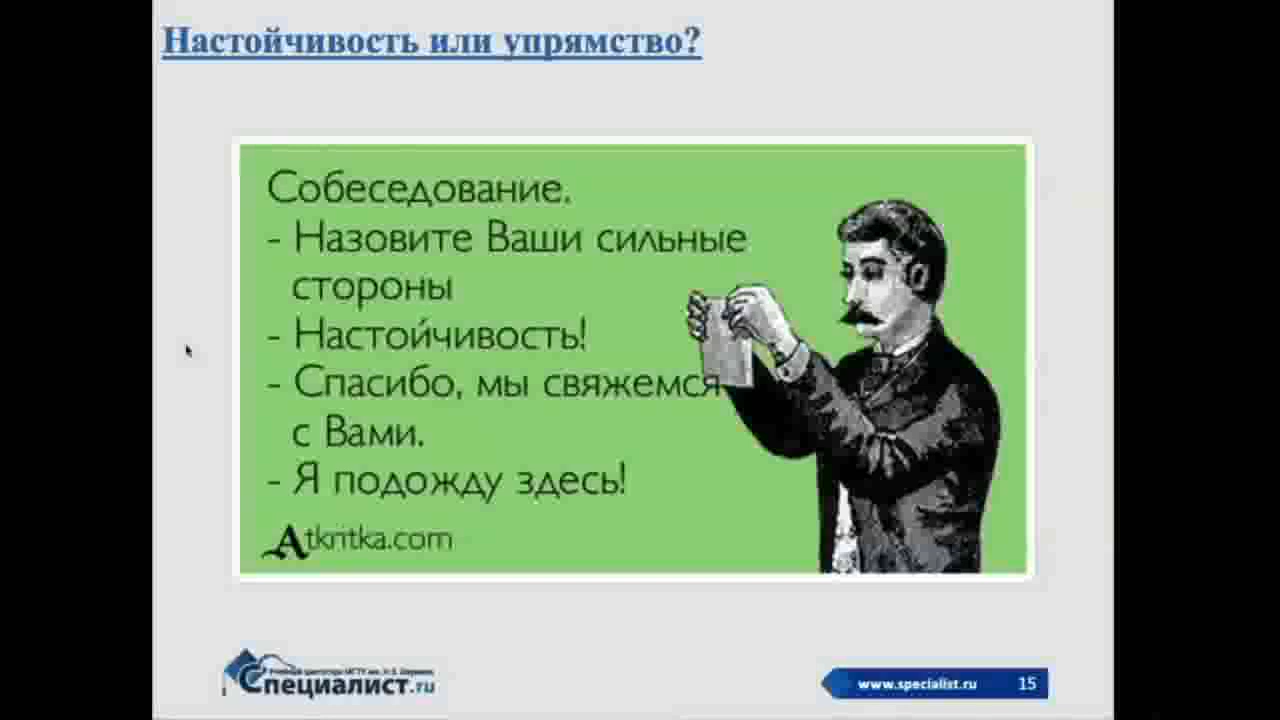 Настойчивость или упрямство?
Собеседование.
- Назовите Ваши сильные
стороны
- Настойчивость!
- Спасибо, мы свяжемся
с Вами.
- Я подожду здесь!
Atkritka.com
Специалист.ru
www.specialist.ru 15